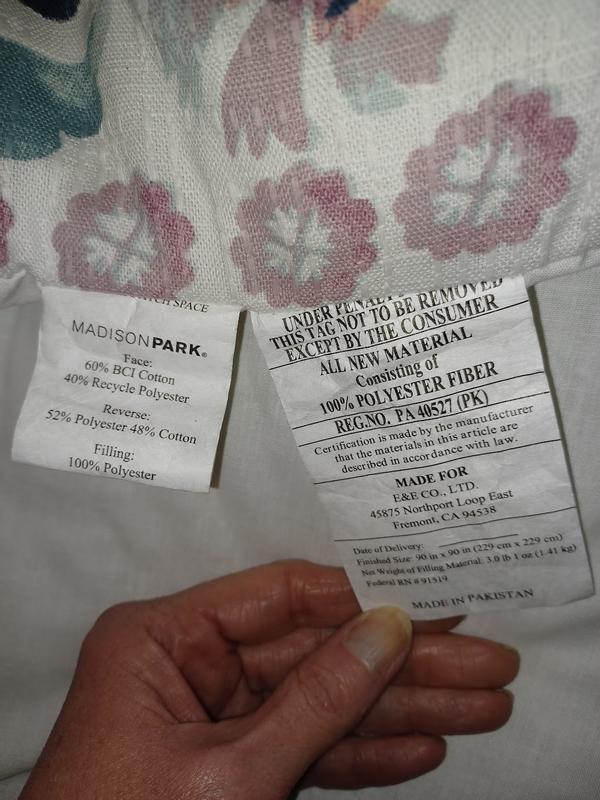 SPACE
MADISONPARK®
Face:
60% BCI Cotton
40% Recycle Polyester
Reverse:
52% Polyester 48% Cotton
Filling:
100% Polyester
UNDER
THIS TAG NOT TO BE REMOVED
EXCEPT BY THE CONSUMER
ALL NEW MATERIAL
Consisting of
100% POLYESTER FIBER
REG.NO. PA 40527 (PK)
Certification is made by the manufacturer
that the materials in this article are
described in accordance with law.
MADE FOR
E&E CO., LTD.
45875 Northport Loop East
Fremont, CA 94538
Date of Delivery:
Finished Size: 90 in x 90 in (229 cm x 229 cm)
Net Weight of Filling Material: 3.0 lb 1 oz (1.41 kg)
Federal RN # 91519
MADE IN PAKISTAN